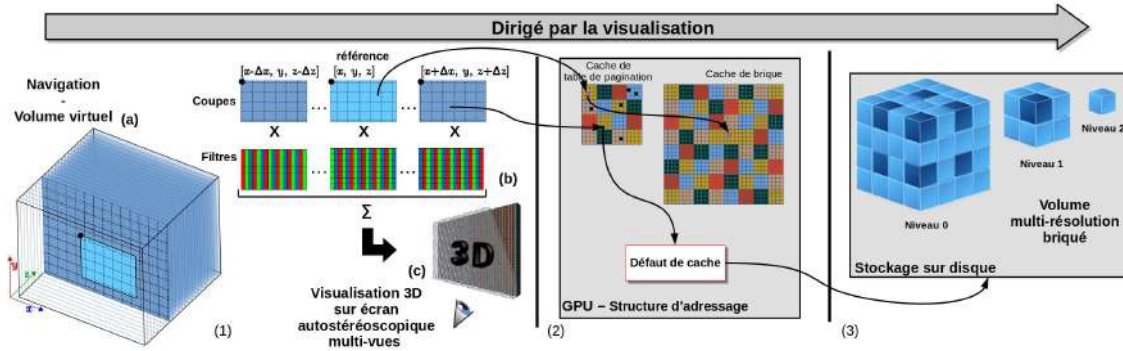 Dirigé par la visualisation
Navigation
-
Volume virtuel (a)
référence
[x-Δx, y, z-Δz]
[x, y, z]
[x+Δx, y, z+Δz]
Coupes
... ...
X X X
Filtres
... ...
(b)
Σ
3D
(c)
Visualisation 3D
sur écran
autostéréoscopique
multi-vues
y
z
x
(1)
Cache de
table de pagination
Cache de brique
Défaut de cache
GPU – Structure d'adressage
(2)
Niveau 0
Niveau 1
Niveau 2
Volume
multi-résolution
briqué
Stockage sur disque
(3)